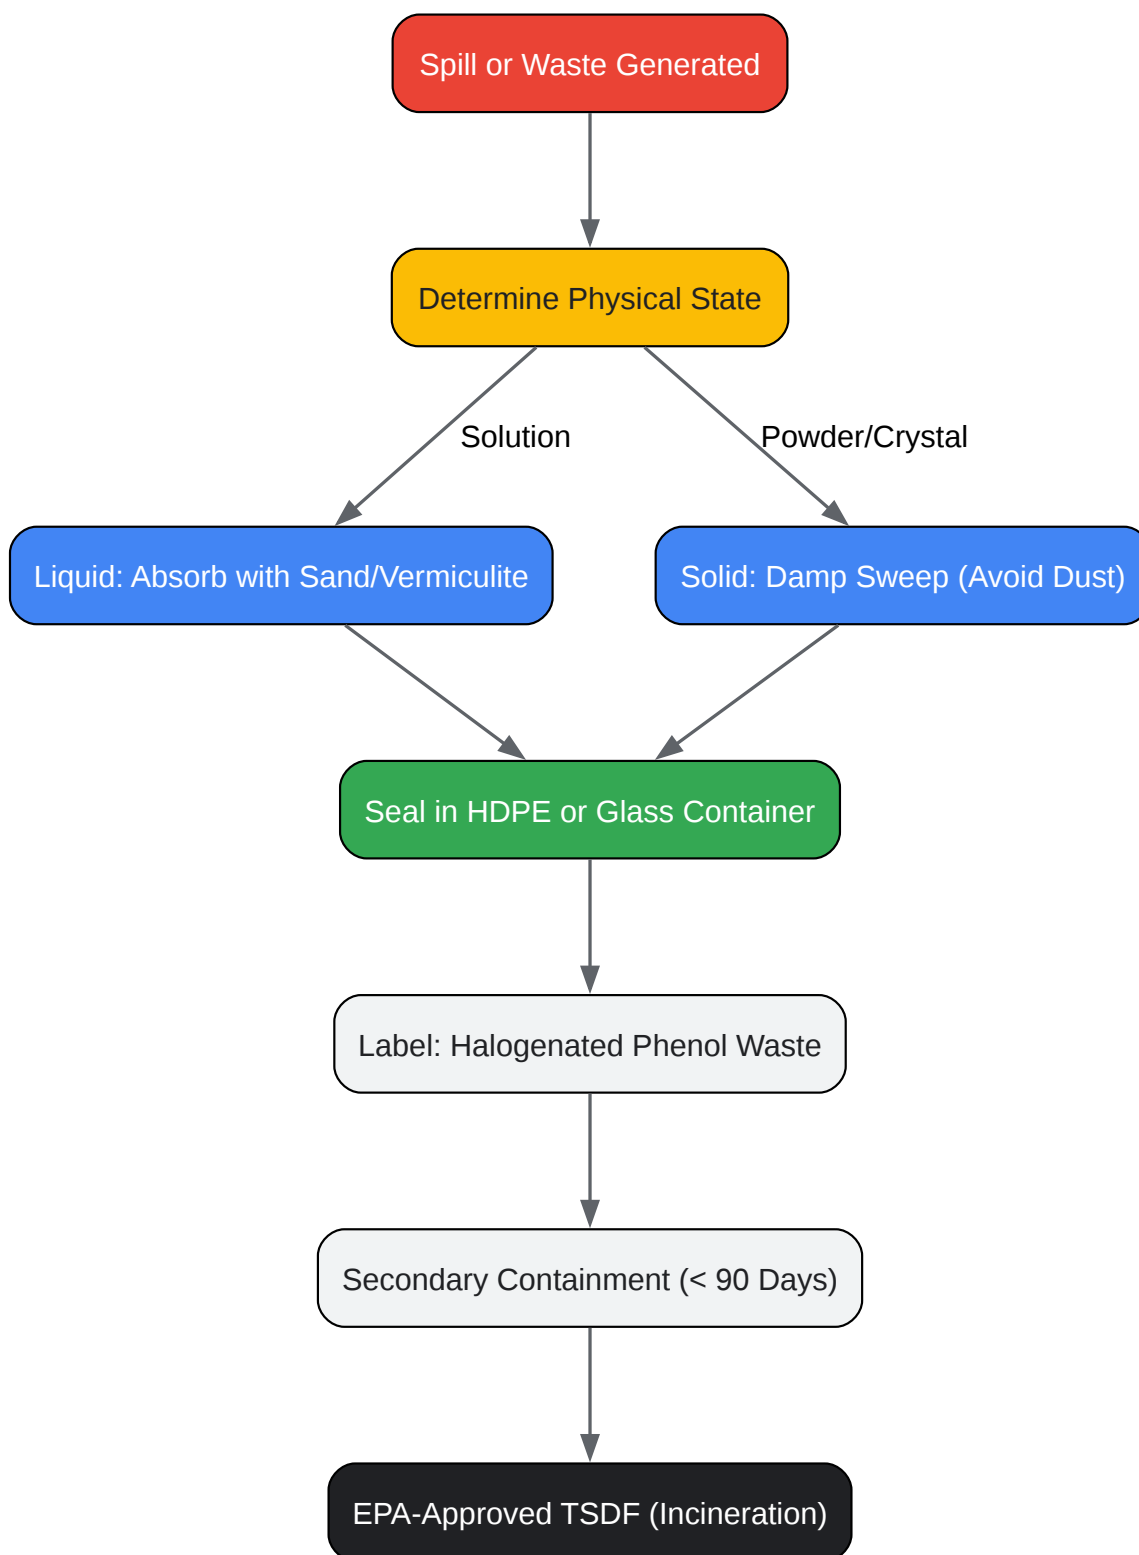 Spill or Waste Generated
Determine Physical State
Solution
Powder/Crystal
Liquid: Absorb with Sand/Vermiculite
Solid: Damp Sweep (Avoid Dust)
Seal in HDPE or Glass Container
Label: Halogenated Phenol Waste
Secondary Containment (< 90 Days)
EPA-Approved TSDF (Incineration)